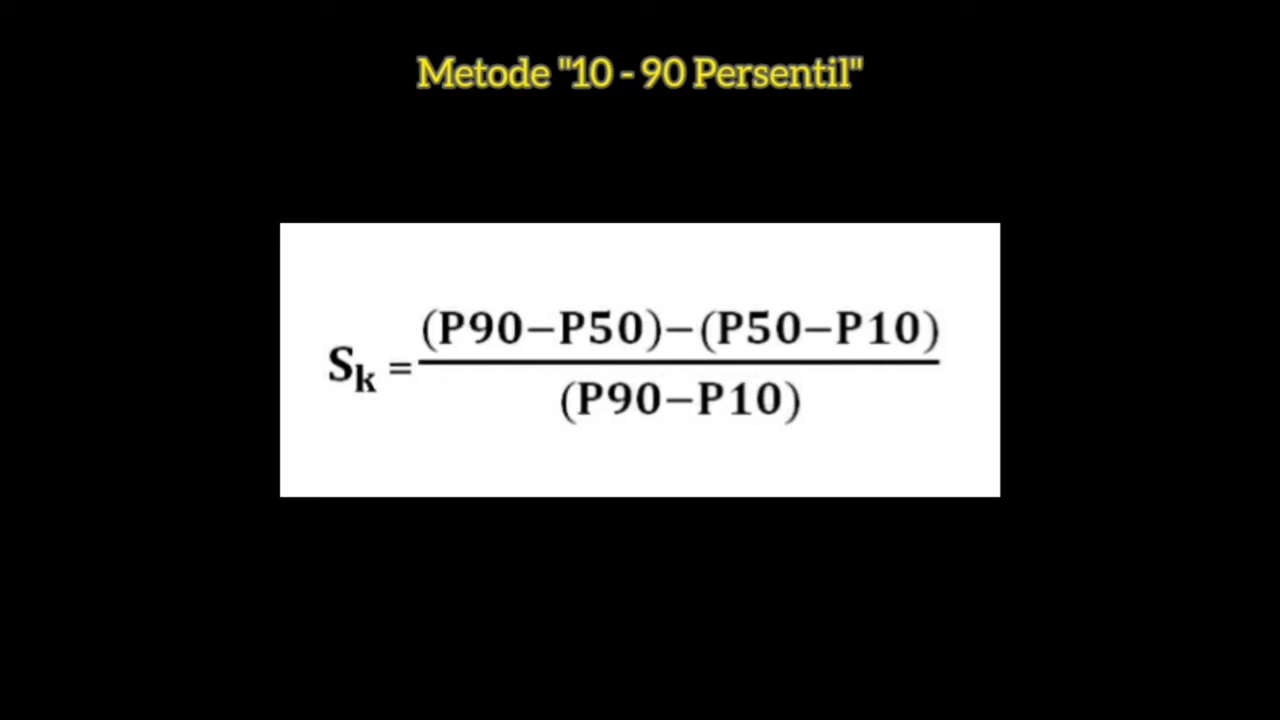 Metode "10 - 90 Persentil"
Sk = (P90−P50)−(P50−P10)
(P90−P10)